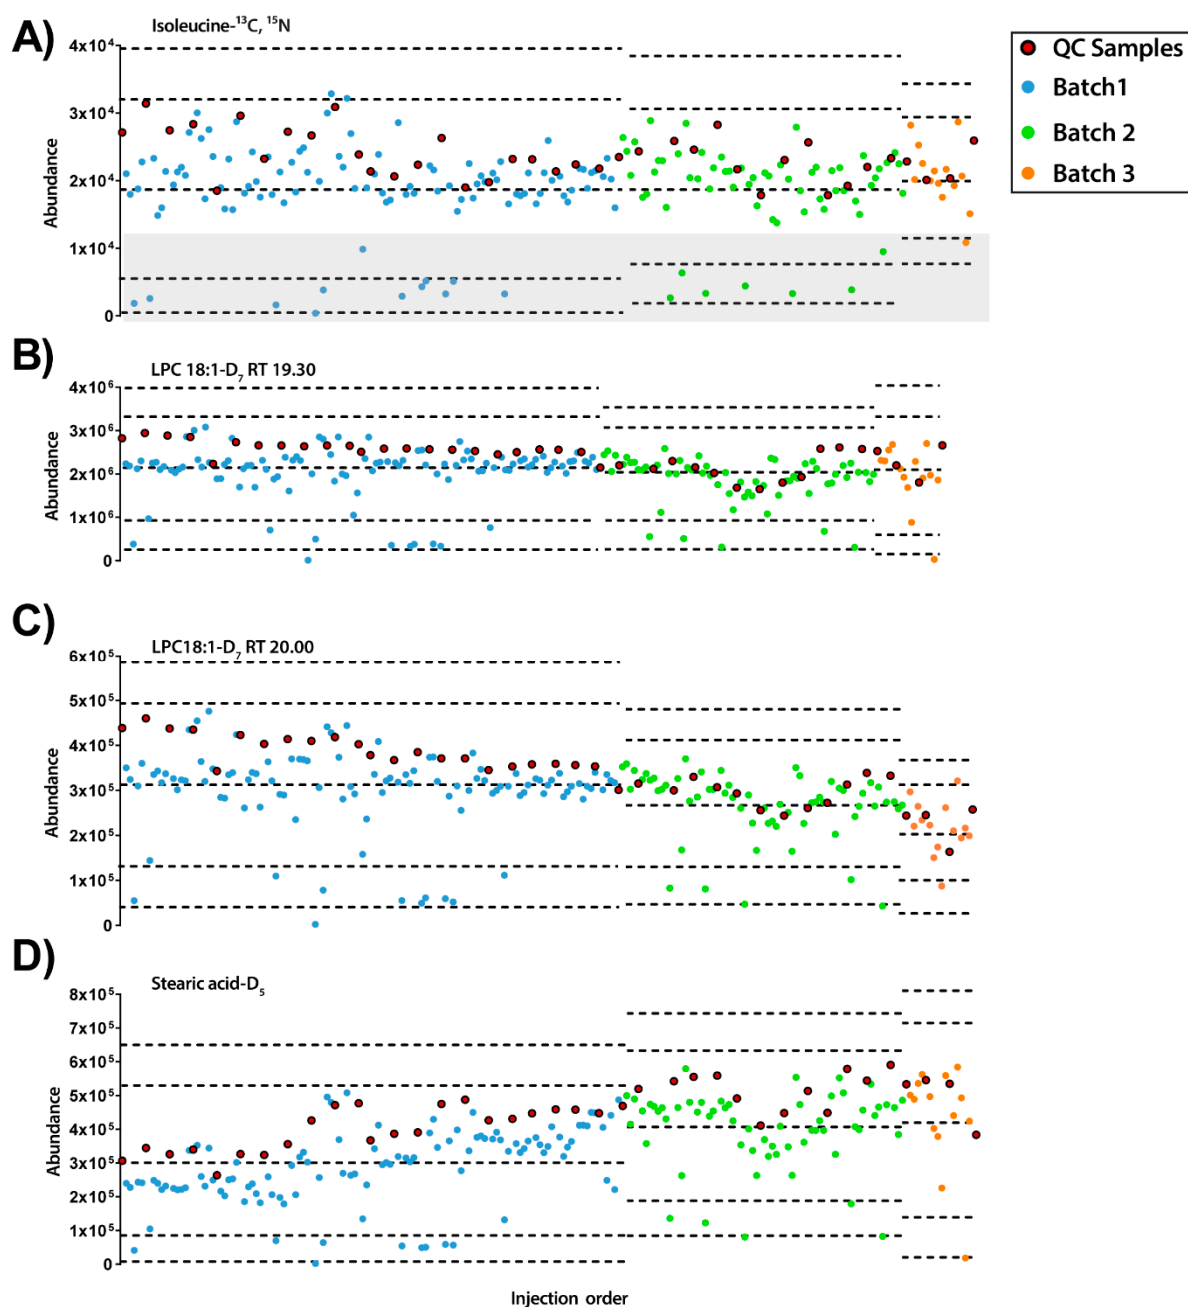 A)
Isoleucine-¹³C, ¹⁵N
4x10⁴
3x10⁴
2x10⁴
1x10⁴
0
Abundance
QC Samples
Batch1
Batch 2
Batch 3
B)
LPC 18:1-D₇ RT 19.30
4x10⁶
3x10⁶
2x10⁶
1x10⁶
0
Abundance
C)
LPC18:1-D₇ RT 20.00
6x10⁵
5x10⁵
4x10⁵
3x10⁵
2x10⁵
1x10⁵
0
Abundance
D)
Stearic acid-D₅
8x10⁵
7x10⁵
6x10⁵
5x10⁵
4x10⁵
3x10⁵
2x10⁵
1x10⁵
0
Abundance
Injection order